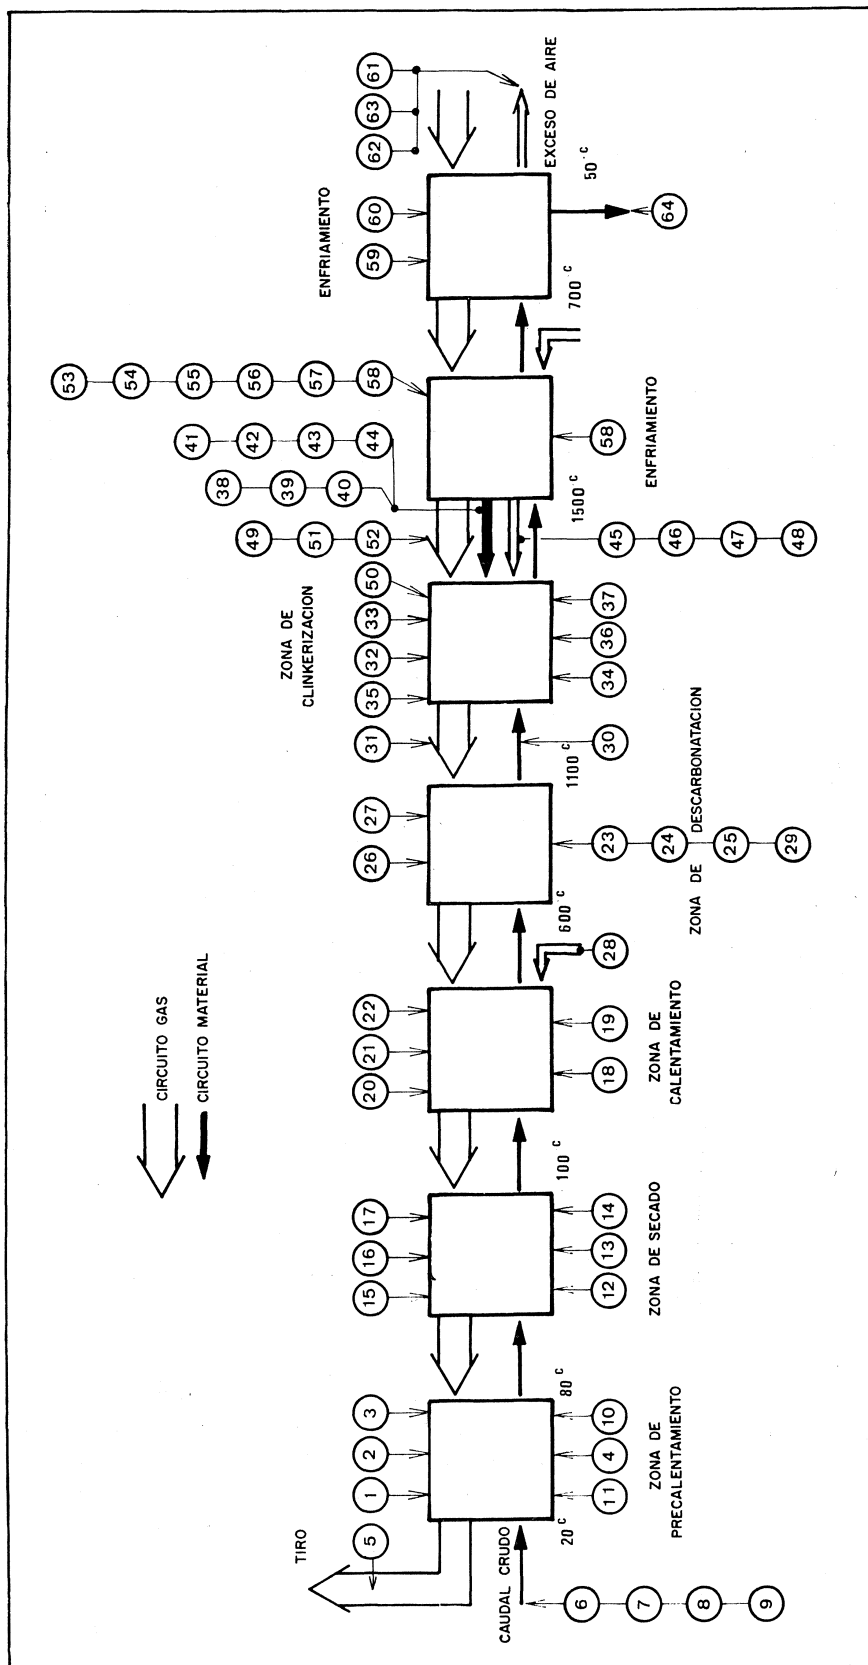 CIRCUITO GAS
CIRCUITO MATERIAL
TIRO
5
1
2
3
CAUDAL CRUDO
20 C
80 C
6
7
8
9
11
4
10
ZONA DE
PRECALENTAMIENTO
15
16
17
100 C
12
13
14
ZONA DE SECADO
20
21
22
600 C
18
19
28
ZONA DE
CALENTAMIENTO
26
27
1100 C
23
24
25
29
30
ZONA DE DESCARBONATACION
ZONA DE
CLINKERIZACION
31
35
32
33
50
34
36
37
1500 C
49
51
52
38
39
40
41
42
43
44
45
46
47
48
53
54
55
56
57
58
58
ENFRIAMIENTO
700 C
ENFRIAMIENTO
59
60
62
63
61
EXCESO DE AIRE
50 C
64